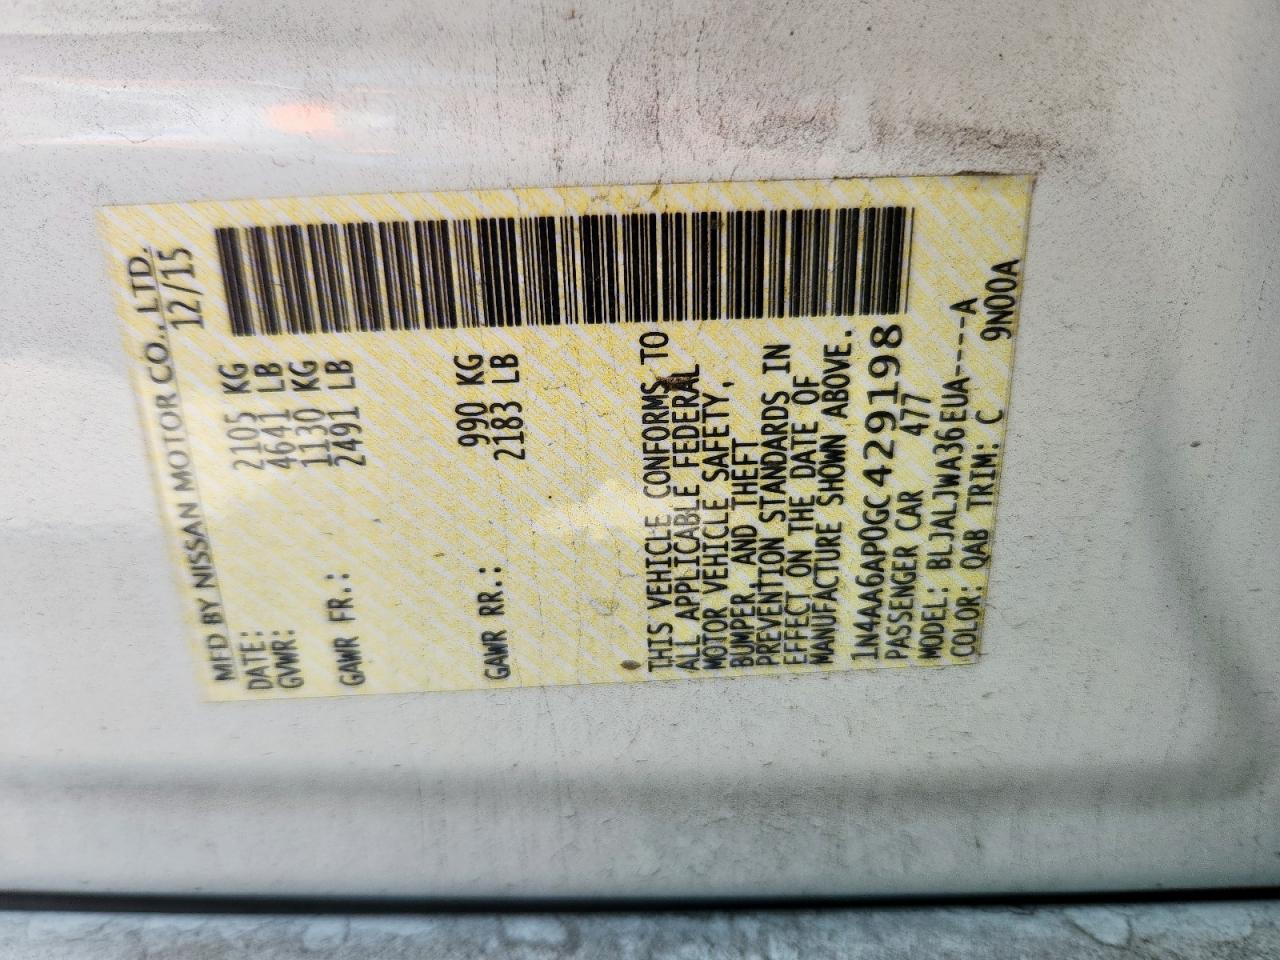 MFD BY NISSAN MOTOR CO., LTD.
DATE: 12/15
GVWR: 2105 KG
4641 LB
GAWR FR.: 1130 KG
2491 LB
GAWR RR.: 990 KG
2183 LB
THIS VEHICLE CONFORMS TO
ALL APPLICABLE FEDERAL
MOTOR VEHICLE SAFETY,
BUMPER, AND THEFT
PREVENTION STANDARDS IN
EFFECT ON THE DATE OF
MANUFACTURE SHOWN ABOVE.
1N4AA6AP0GC429198
PASSENGER CAR 477
MODEL: BLJALJWA36EUA----A
COLOR: QAB TRIM: C 9N00A